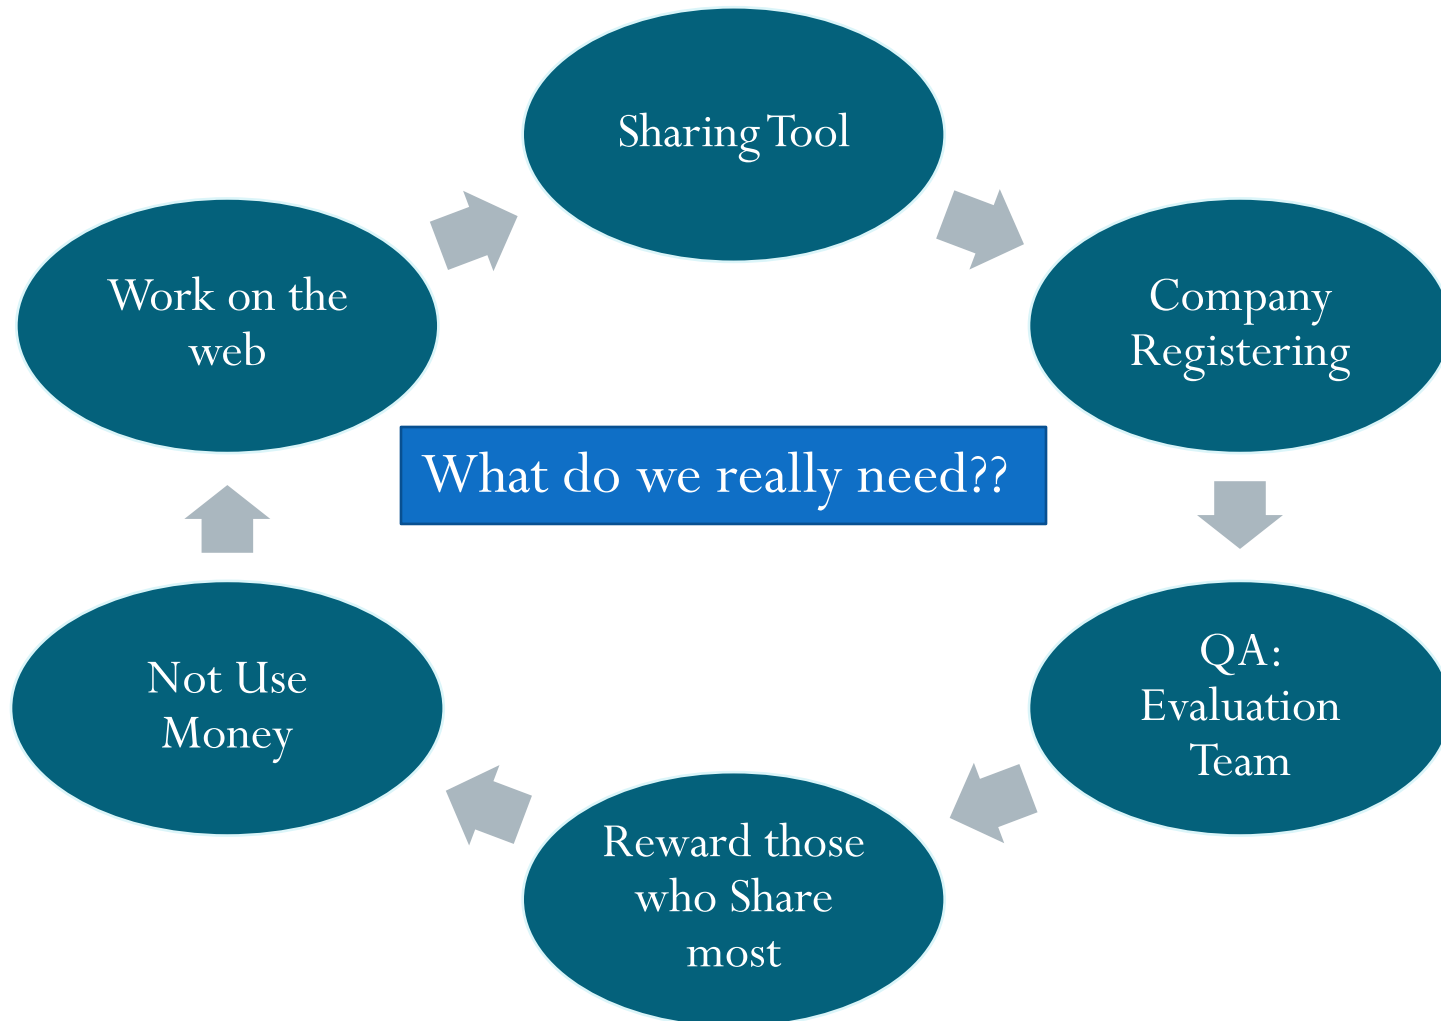 Sharing Tool
Company
Registering
QA:
Evaluation
Team
Reward those
who Share
most
Not Use
Money
Work on the
web
What do we really need??